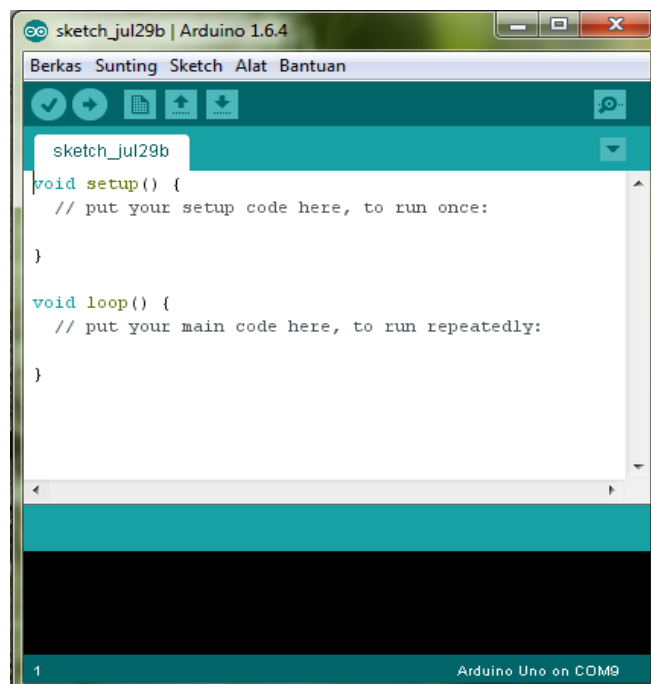 sketch_jul29b | Arduino 1.6.4
Berkas Sunting Sketch Alat Bantuan
sketch_jul29b
void setup() {
  // put your setup code here, to run once:
}
void loop() {
  // put your main code here, to run repeatedly:
}
1 Arduino Uno on COM9